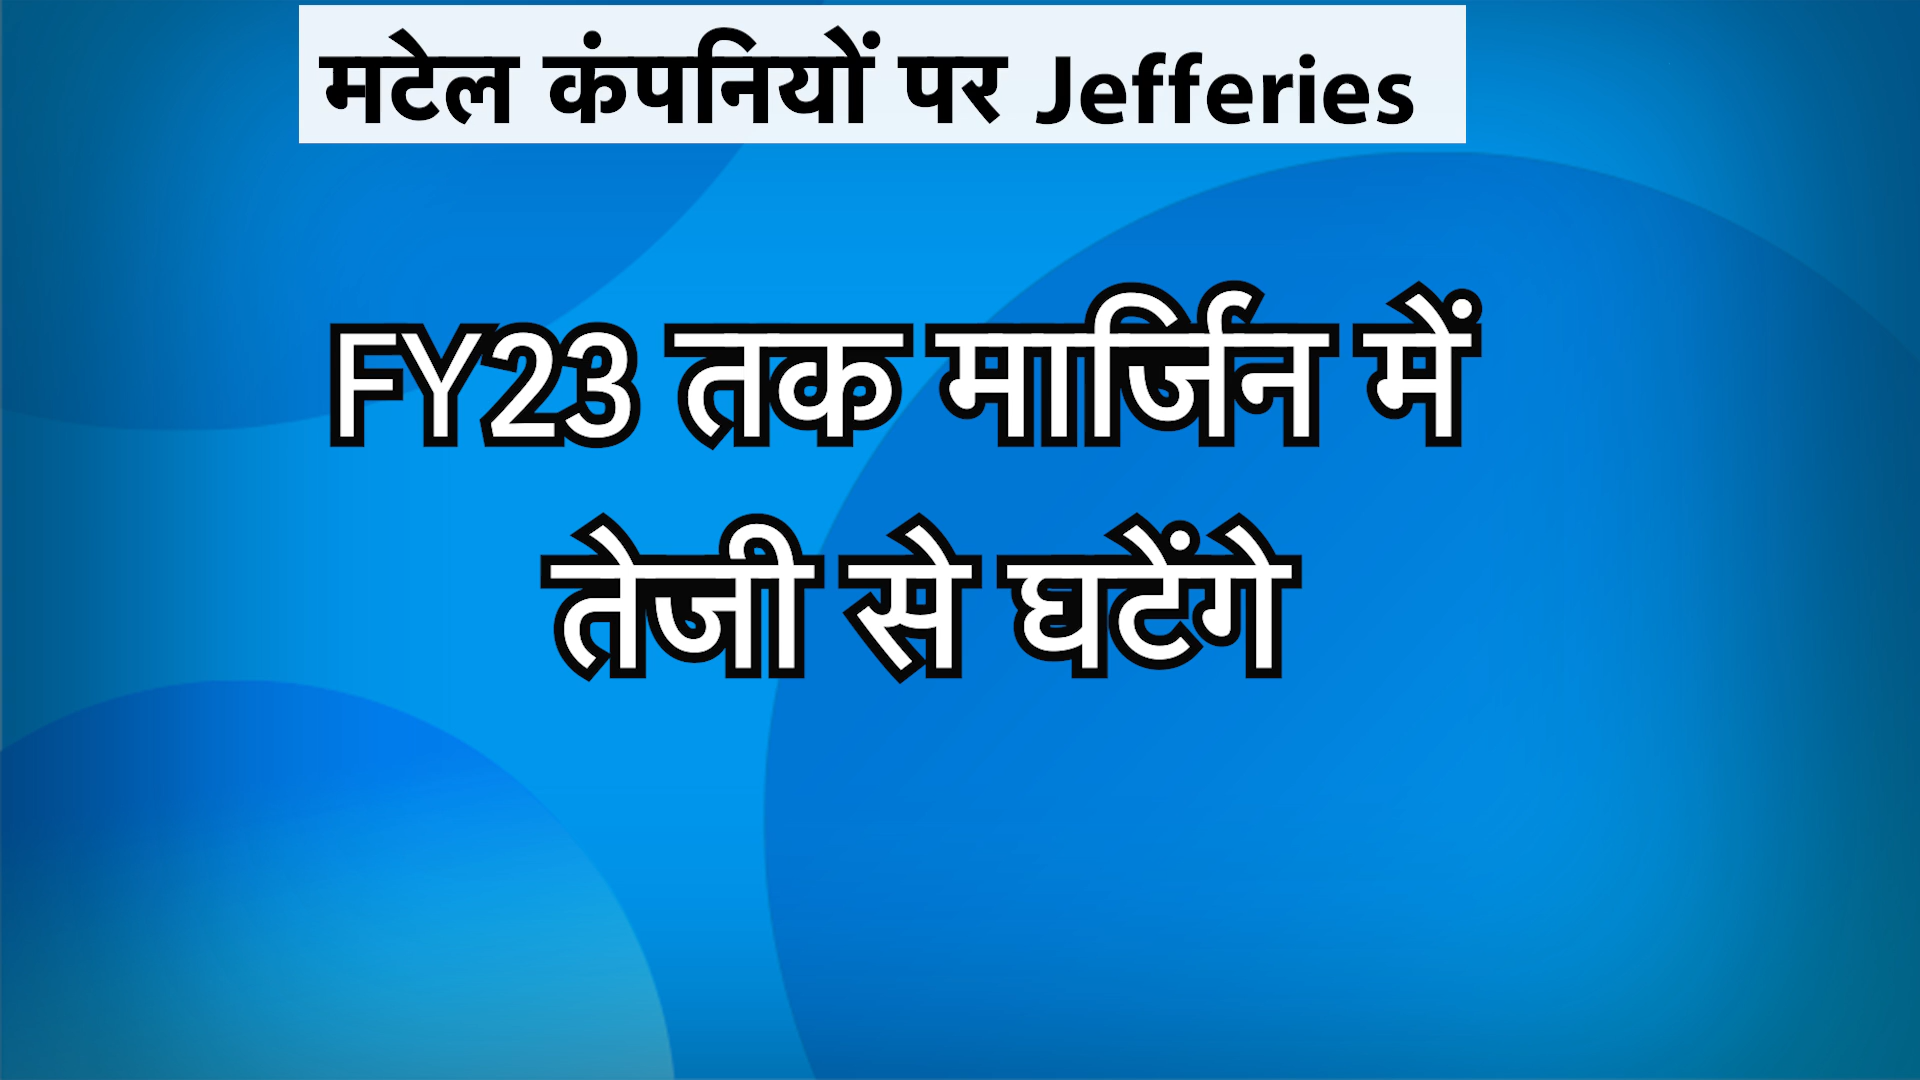 मटेल कंपनियों पर Jefferies
FY23 तक मार्जिन में
तेजी से घटेंगे